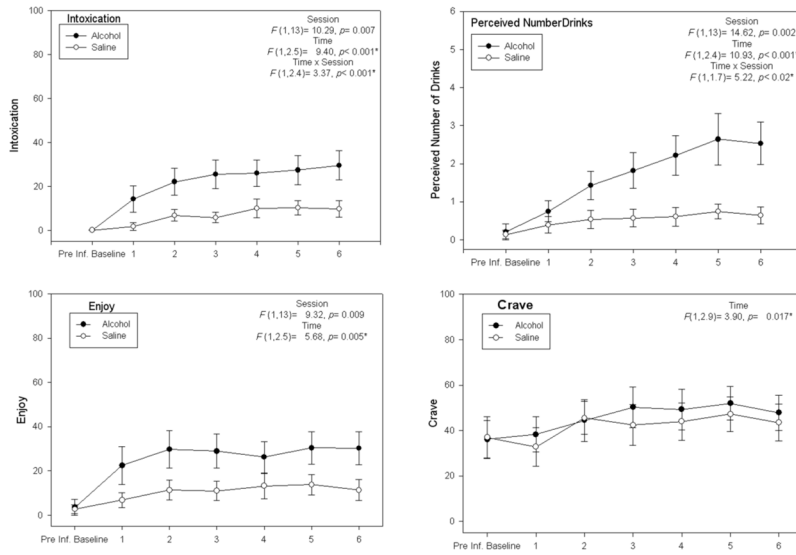 Intoxication
Alcohol
Saline
Session
F (1,13)= 10.29, p= 0.007
Time
F (1,2.5)= 9.40, p< 0.001*
Time x Session
F (1,2.4)= 3.37, p< 0.001*
Intoxication
100
80
60
40
20
0
Pre Inf. Baseline 1 2 3 4 5 6
Perceived NumberDrinks
Alcohol
Saline
Session
F (1,13)= 14.62, p= 0.002
Time
F (1,2.4)= 10.93, p< 0.001*
Time x Session
F (1,1.7)= 5.22, p< 0.02*
Perceived Number of Drinks
6
5
4
3
2
1
0
Pre Inf. Baseline 1 2 3 4 5 6
Enjoy
Alcohol
Saline
Session
F (1,13)= 9.32, p= 0.009
Time
F (1,2.5)= 5.68, p= 0.005*
Enjoy
100
80
60
40
20
0
Pre Inf. Baseline 1 2 3 4 5 6
Crave
Alcohol
Saline
Time
F(1,2.9)= 3.90, p= 0.017*
Crave
100
80
60
40
20
0
Pre Inf. Baseline 1 2 3 4 5 6